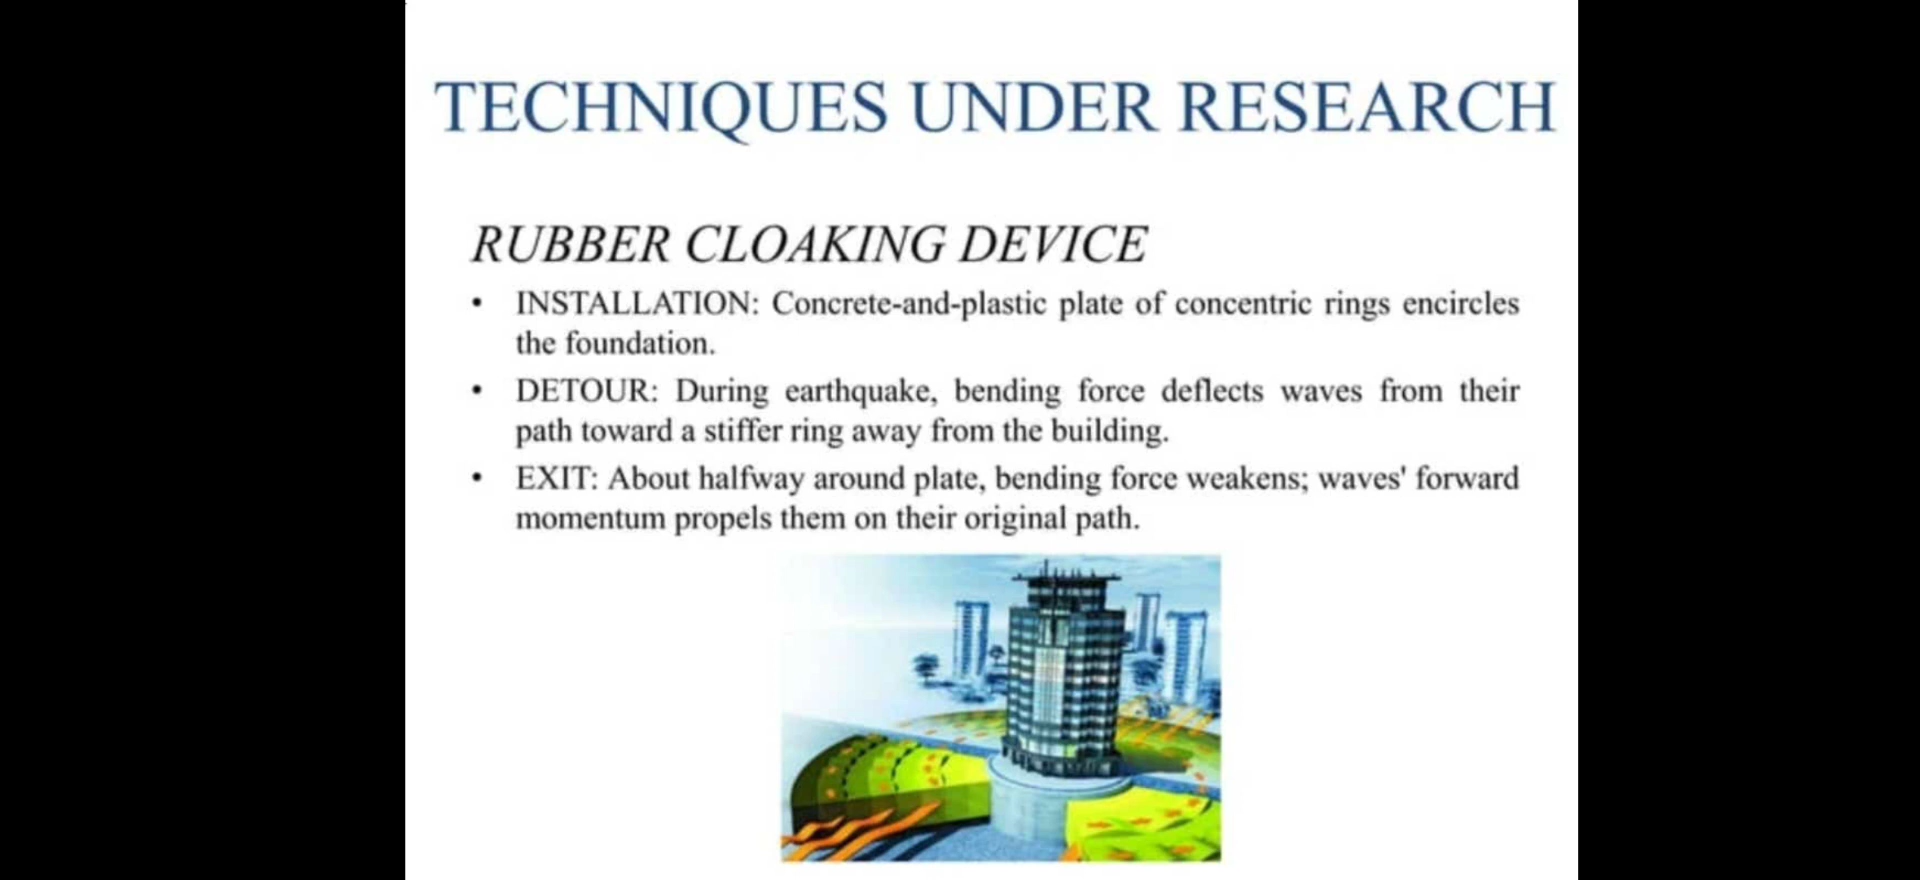 TECHNIQUES UNDER RESEARCH
RUBBER CLOAKING DEVICE
• INSTALLATION: Concrete-and-plastic plate of concentric rings encircles
the foundation.
• DETOUR: During earthquake, bending force deflects waves from their
path toward a stiffer ring away from the building.
• EXIT: About halfway around plate, bending force weakens; waves' forward
momentum propels them on their original path.